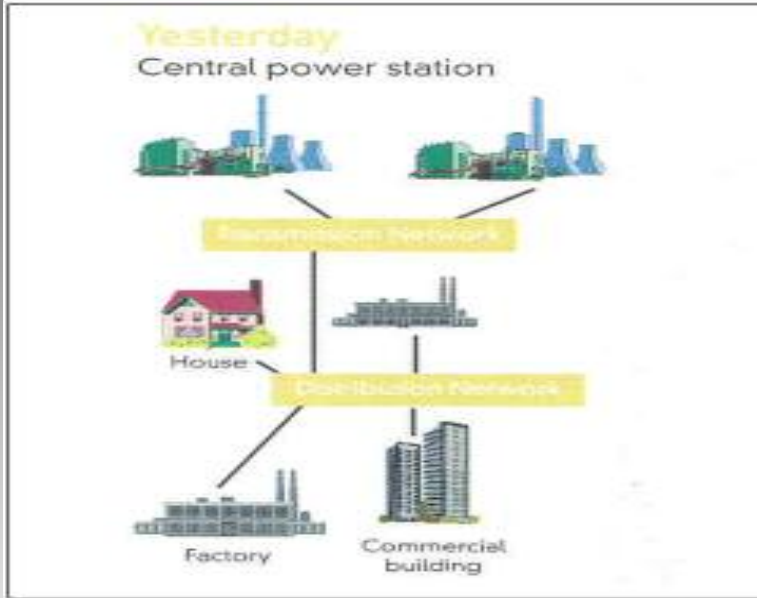 Yesterday
Central power station
Transmission Network
House
Distribution Network
Factory
Commercial
building